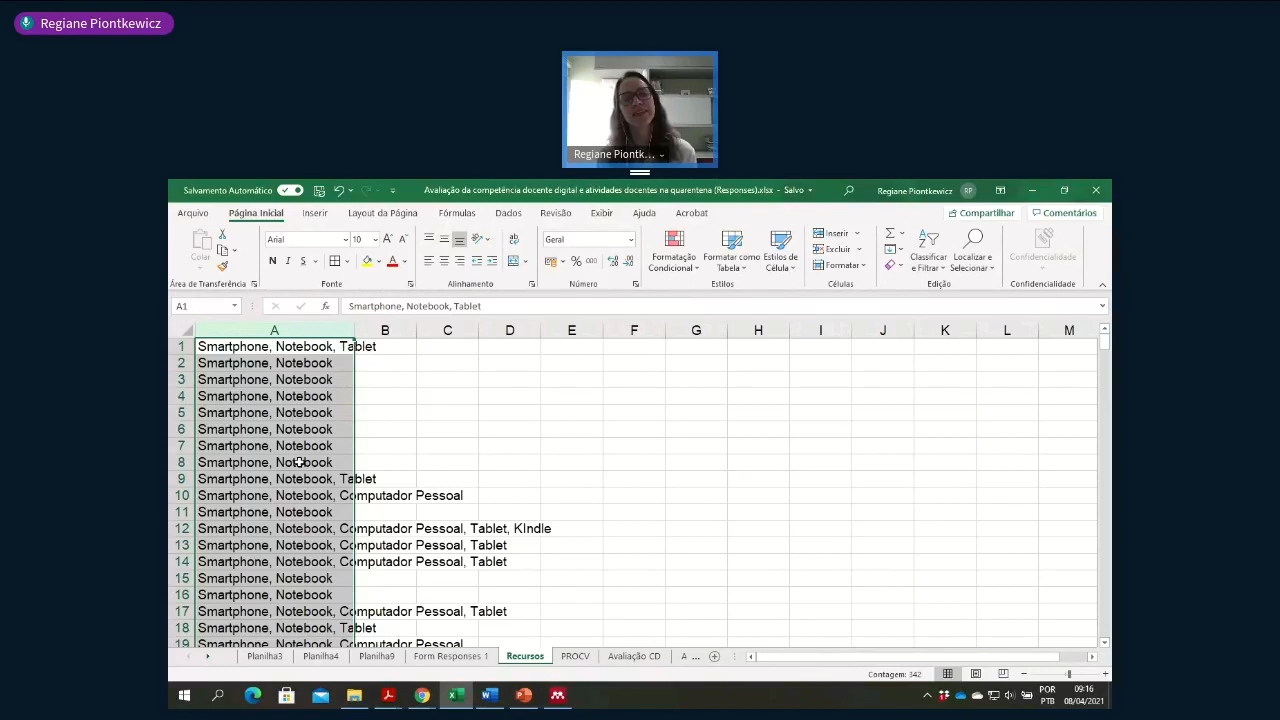 Regiane Piontkewicz
Regiane Piontk...
Salvamento Automático
Avaliação da competência docente digital e atividades docentes na quarentena (Responses).xlsx - Salvo
Regiane Piontkewicz RP
Arquivo Página Inicial Inserir Layout da Página Fórmulas Dados Revisão Exibir Ajuda Acrobat Compartilhar Comentários
Colar
Arial 10
N I S
Geral
% 000
Formatação Condicional
Formatar como Tabela
Estilos de Célula
Inserir
Excluir
Formatar
Classificar e Filtrar
Localizar e Selecionar
Confidencialidade
Área de Transferência Fonte Alinhamento Número Estilos Células Edição Confidencialidade
A1 fx Smartphone, Notebook, Tablet
A B C D E F G H I J K L M
1 Smartphone, Notebook, Tablet
2 Smartphone, Notebook
3 Smartphone, Notebook
4 Smartphone, Notebook
5 Smartphone, Notebook
6 Smartphone, Notebook
7 Smartphone, Notebook
8 Smartphone, Notebook
9 Smartphone, Notebook, Tablet
10 Smartphone, Notebook, Computador Pessoal
11 Smartphone, Notebook
12 Smartphone, Notebook, Computador Pessoal, Tablet, KIndle
13 Smartphone, Notebook, Computador Pessoal, Tablet
14 Smartphone, Notebook, Computador Pessoal, Tablet
15 Smartphone, Notebook
16 Smartphone, Notebook
17 Smartphone, Notebook, Computador Pessoal, Tablet
18 Smartphone, Notebook, Tablet
19 Smartphone, Notebook, Computador Pessoal
Planilha3 Planilha4 Planilha9 Form Responses 1 Recursos PROCV Avaliação CD A ...
Contagem: 342
POR 09:16
PTB 08/04/2021